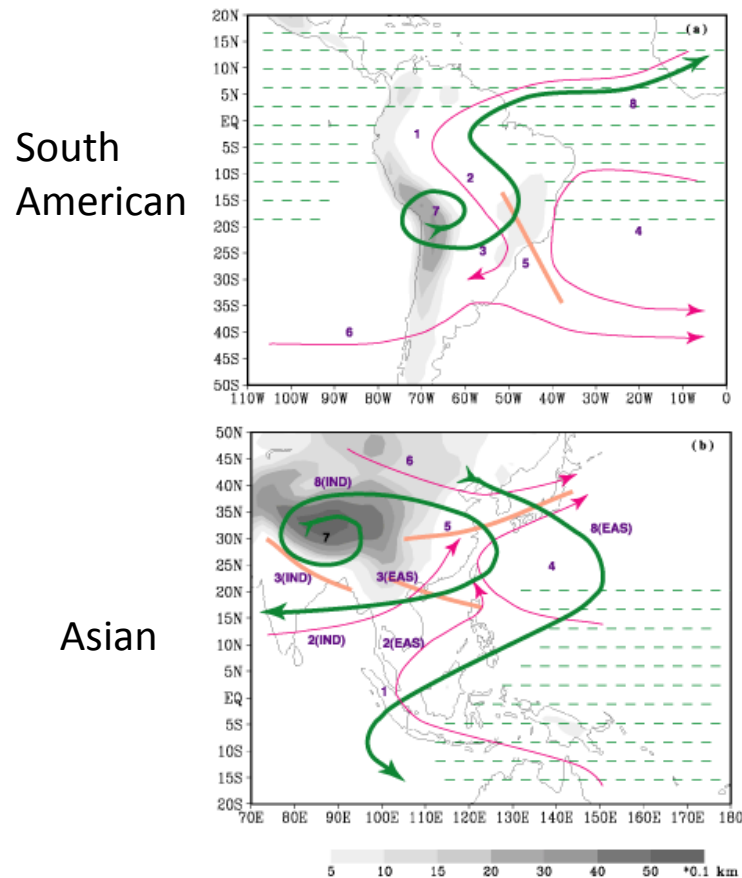 South
American
(a)
20N
15N
10N
5N
EQ
5S
10S
15S
20S
25S
30S
35S
40S
45S
50S
110W 100W 90W 80W 70W 60W 50W 40W 30W 20W 10W 0
1
2
3
4
5
6
7
8
Asian
(b)
50N
45N
40N
35N
30N
25N
20N
15N
10N
5N
EQ
5S
10S
15S
20S
70E 80E 90E 100E 110E 120E 130E 140E 150E 160E 170E 180
6
8(IND)
5
8(EAS)
7
4
3(IND)
3(EAS)
2(IND)
2(EAS)
1
5 10 15 20 30 40 50 *0.1 km